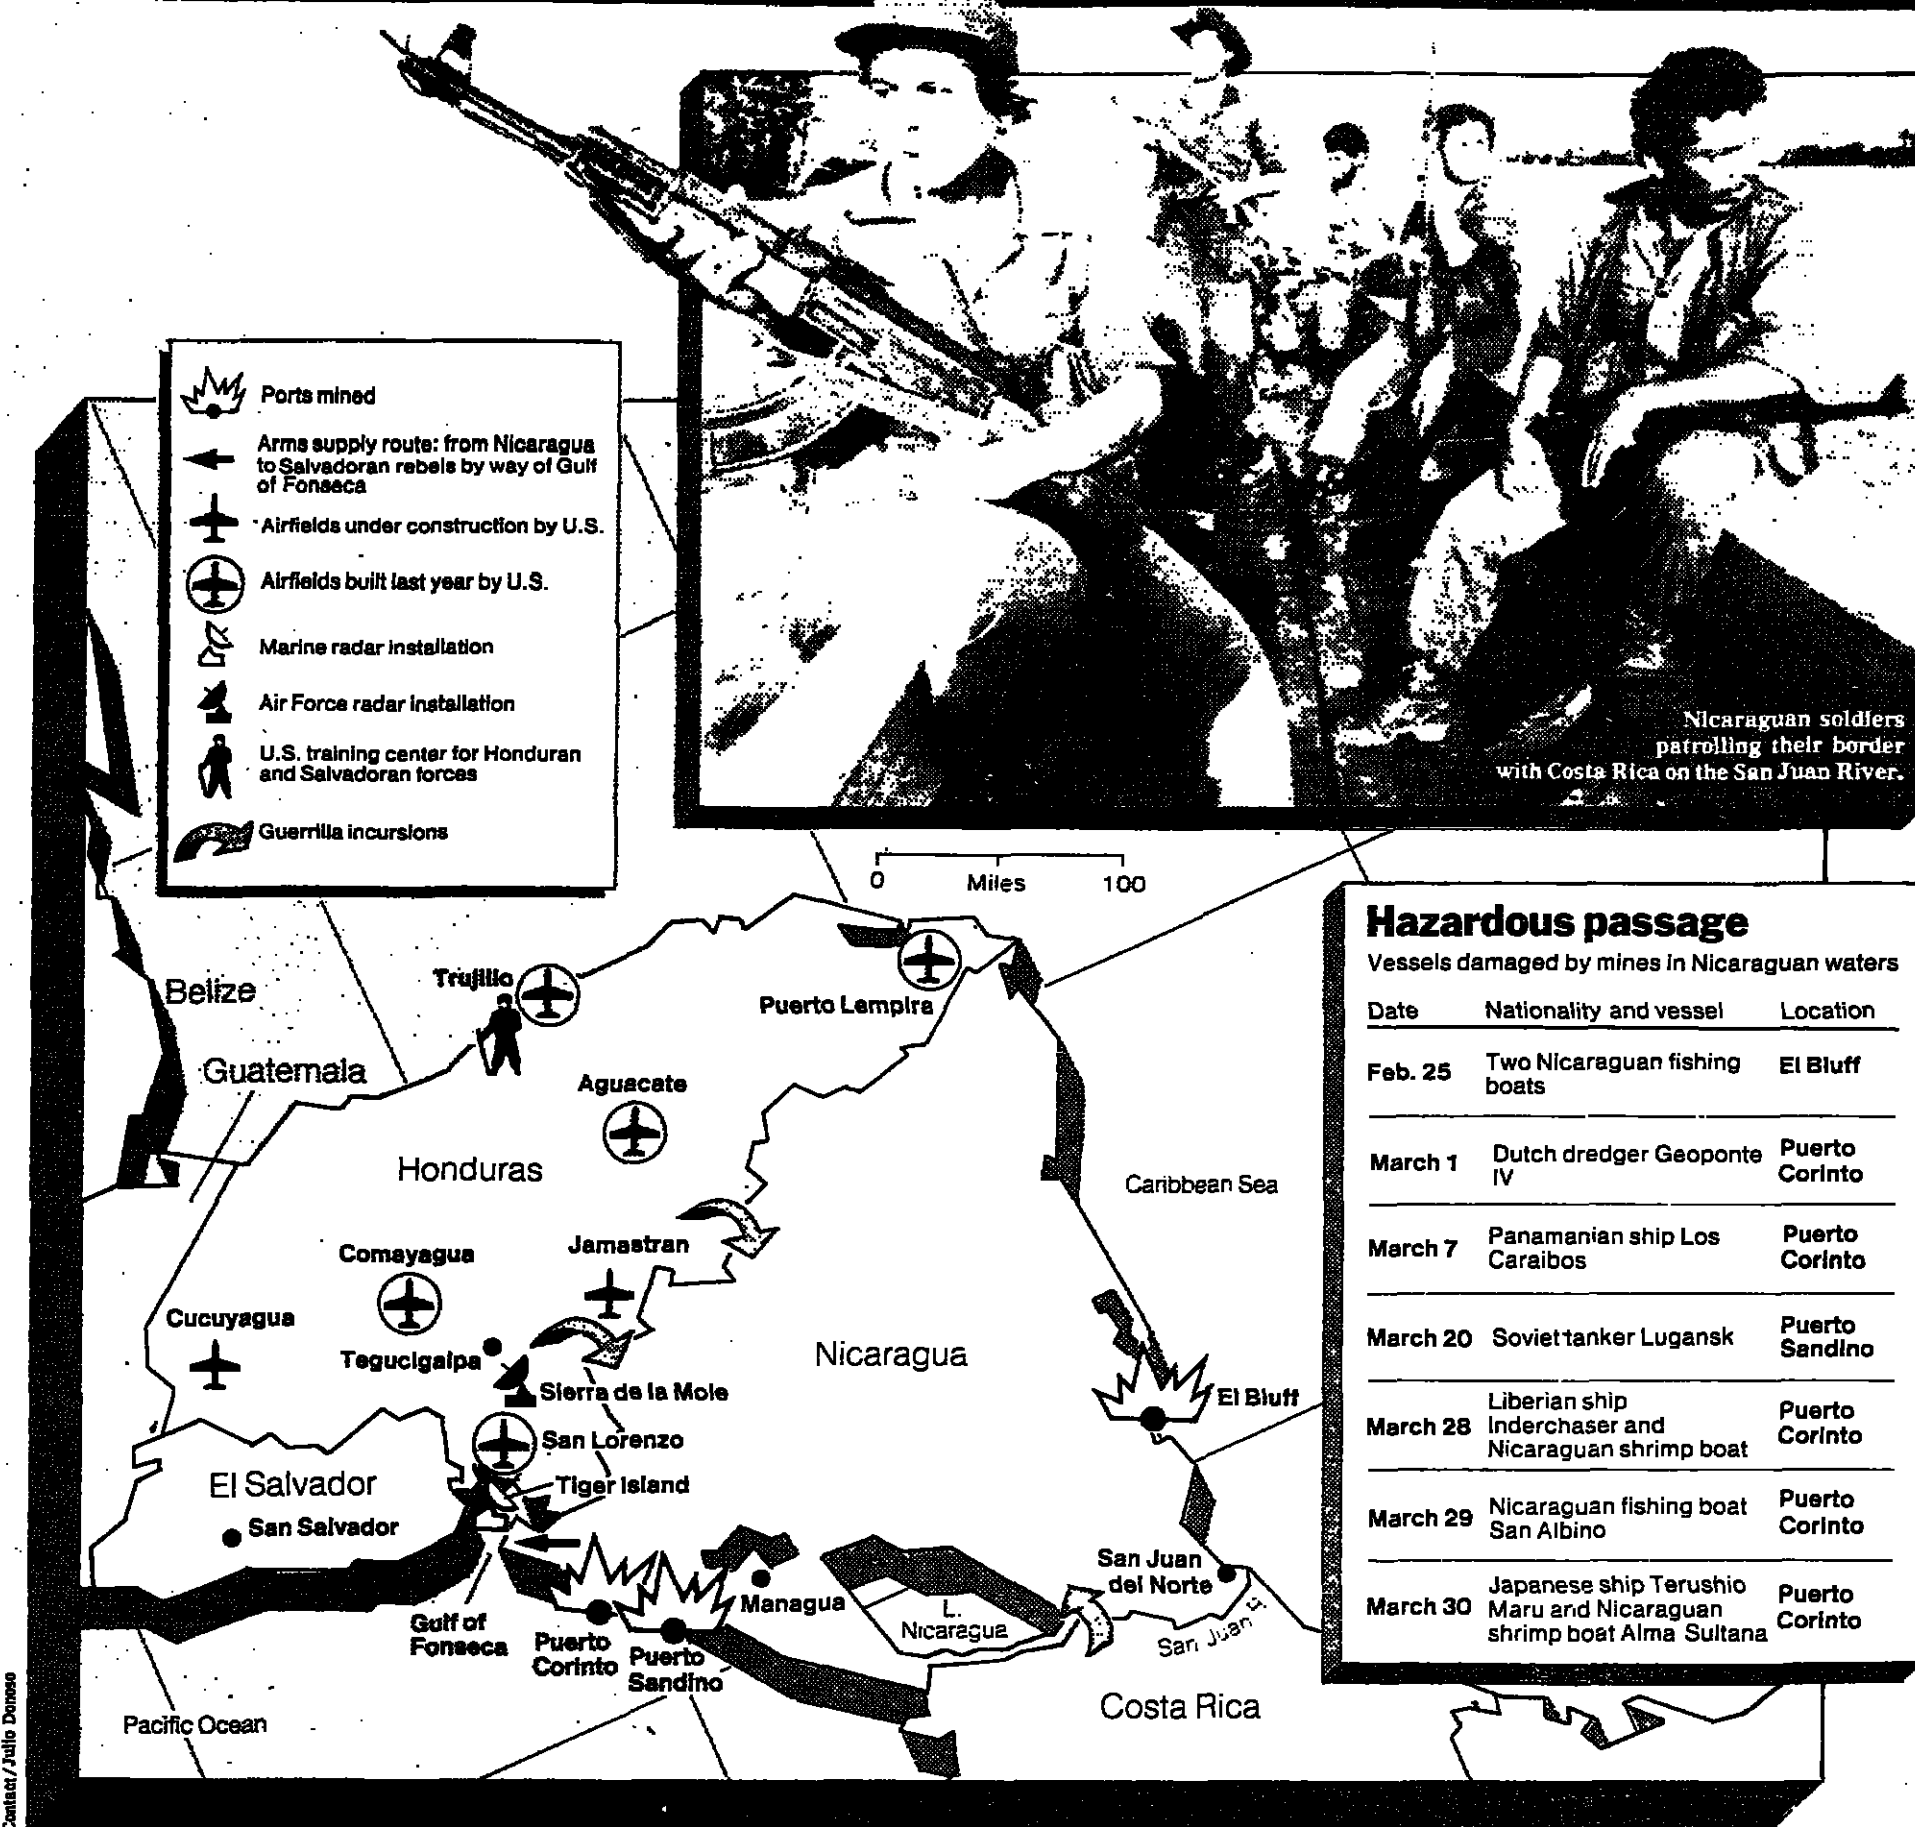 Ports mined
Arms supply route: from Nicaragua
to Salvadoran rebels by way of Gulf
of Fonseca
Airfields under construction by U.S.
Airfields built last year by U.S.
Marine radar installation
Air Force radar installation
U.S. training center for Honduran
and Salvadoran forces
Guerrilla incursions
Nicaraguan soldiers
patrolling their border
with Costa Rica on the San Juan River.
0 Miles 100
Belize
Guatemala
Trujillo
Puerto Lempira
Aguacate
Honduras
Caribbean Sea
Comayagua
Jamastran
Cucuyagua
Tegucigalpa
Nicaragua
Sierra de la Mole
El Bluff
San Lorenzo
El Salvador
Tiger Island
San Salvador
Gulf of
Fonseca
Puerto
Corinto
Puerto
Sandino
Managua
L.
Nicaragua
San Juan
del Norte
San Juan
Costa Rica
Pacific Ocean
Hazardous passage
Vessels damaged by mines in Nicaraguan waters
Date Nationality and vessel Location
Feb. 25 Two Nicaraguan fishing boats El Bluff
March 1 Dutch dredger Geoponte IV Puerto Corinto
March 7 Panamanian ship Los Caraibos Puerto Corinto
March 20 Soviet tanker Lugansk Puerto Sandino
March 28 Liberian ship Inderchaser and Nicaraguan shrimp boat Puerto Corinto
March 29 Nicaraguan fishing boat San Albino Puerto Corinto
March 30 Japanese ship Terushio Maru and Nicaraguan shrimp boat Alma Sultana Puerto Corinto
Contact/Julio Donoso